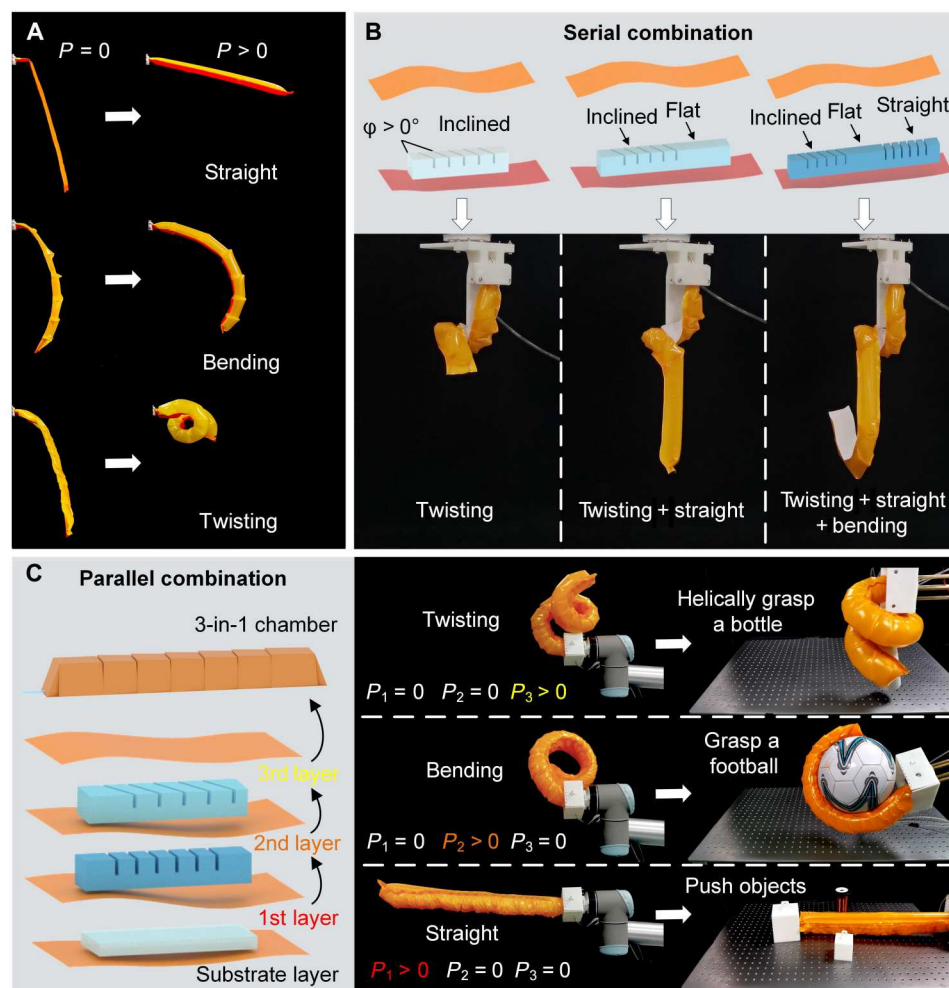 A
P = 0
P > 0
Straight
Bending
Twisting
B
Serial combination
φ > 0°
Inclined
Inclined
Flat
Inclined
Flat
Straight
Twisting
Twisting + straight
Twisting + straight
+ bending
C
Parallel combination
3-in-1 chamber
3rd layer
2nd layer
1st layer
Substrate layer
Twisting
Helically grasp
a bottle
P₁ = 0 P₂ = 0 P₃ > 0
Bending
Grasp a
football
P₁ = 0 P₂ > 0 P₃ = 0
Straight
Push objects
P₁ > 0 P₂ = 0 P₃ = 0